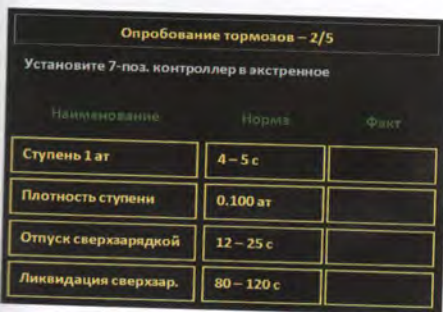 Опробование тормозов – 2/5
Установите 7-поз. контроллер в экстренное
Наименование Норма Факт
Ступень 1 ат 4 – 5 с
Плотность ступени 0.100 ат
Отпуск сверхзарядкой 12 – 25 с
Ликвидация сверхзар. 80 – 120 с